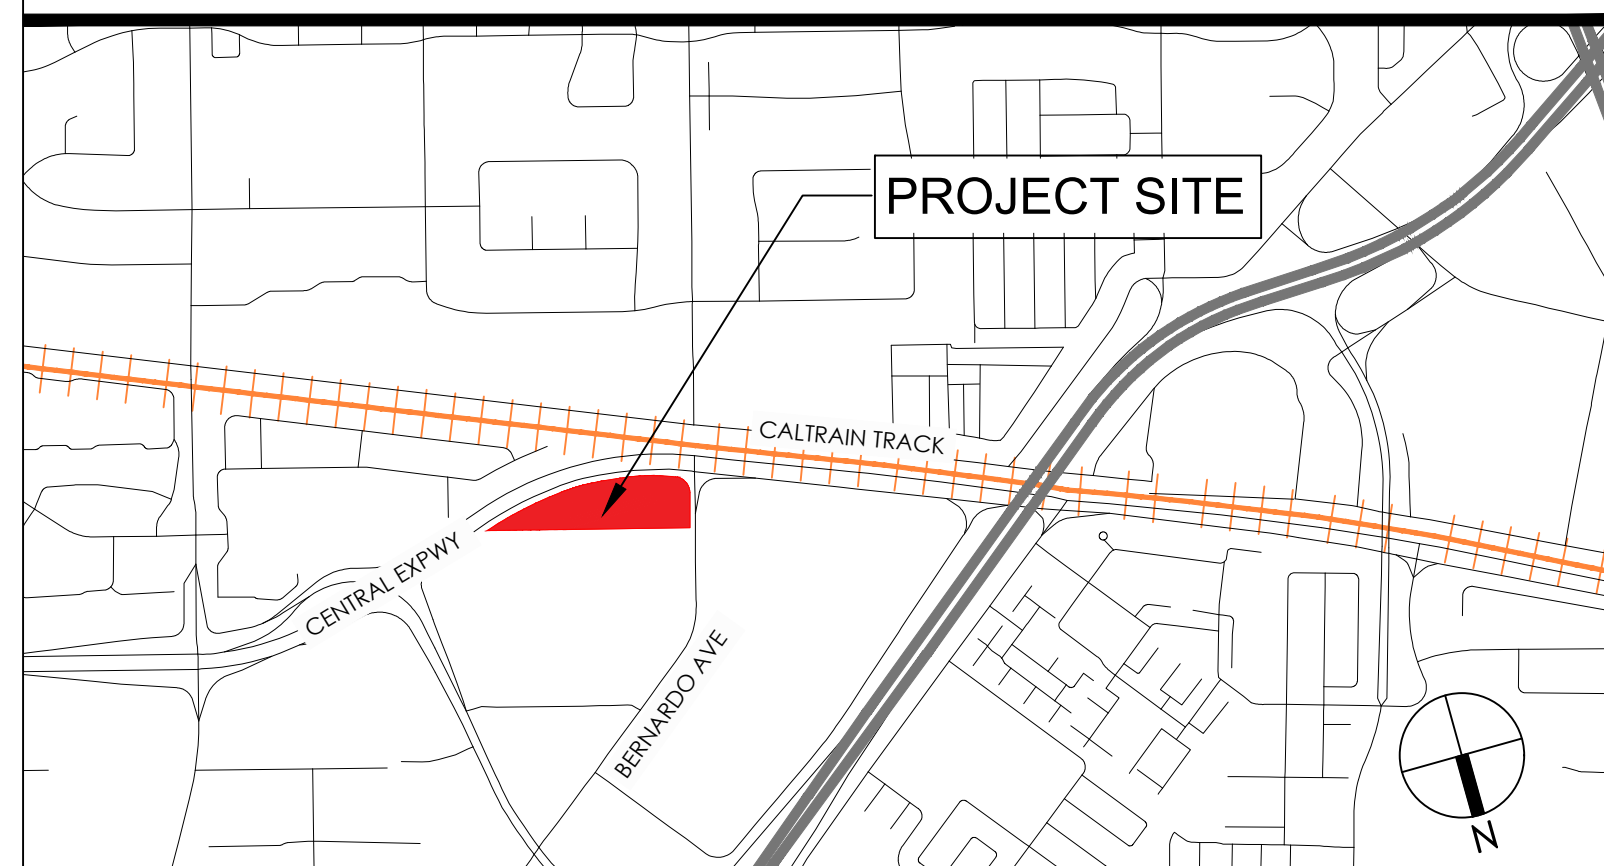 PROJECT SITE
CALTRAIN TRACK
CENTRAL EXPWY
BERNARDO AVE
N